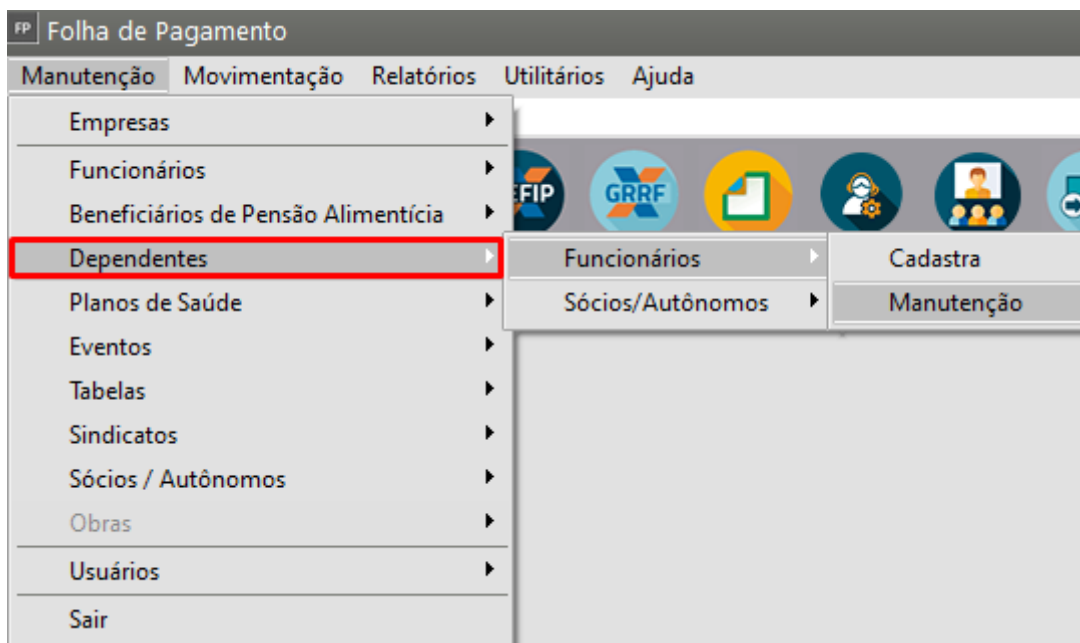 FP Folha de Pagamento
Manutenção Movimentação Relatórios Utilitários Ajuda
Empresas
Funcionários
Beneficiários de Pensão Alimentícia
Dependentes
Planos de Saúde
Eventos
Tabelas
Sindicatos
Sócios / Autônomos
Obras
Usuários
Sair
EFIP
GRRF
Funcionários
Sócios/Autônomos
Cadastra
Manutenção